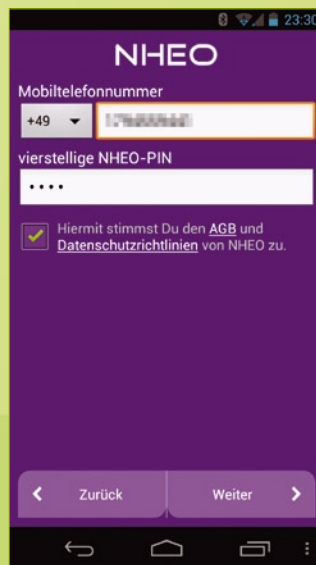 23:30
NHEO
Mobiltelefonnummer
+49
vierstellige NHEO-PIN
Hiermit stimmst Du den AGB und
Datenschutzrichtlinien von NHEO zu.
Zurück Weiter